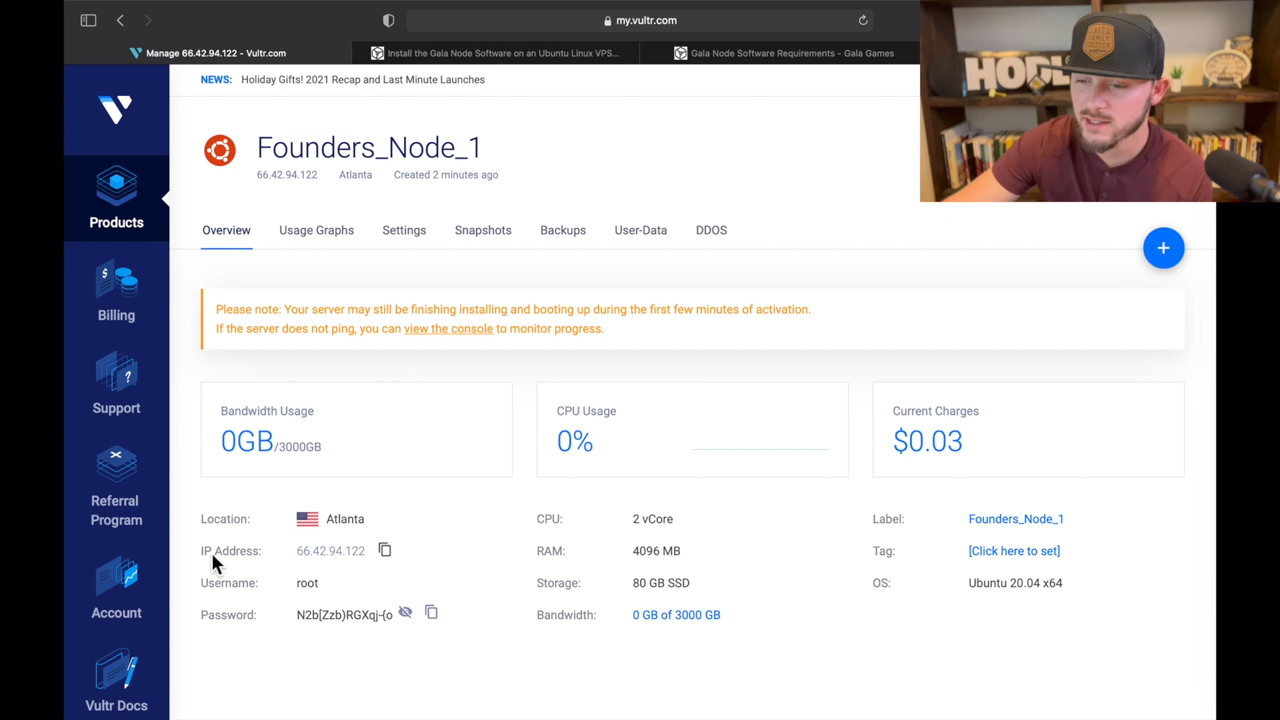 my.vultr.com
Manage 66.42.94.122 - Vultr.com
Install the Gala Node Software on an Ubuntu Linux VPS...
Gala Node Software Requirements - Gala Games
NEWS: Holiday Gifts! 2021 Recap and Last Minute Launches
HODL
Founders_Node_1
66.42.94.122 Atlanta Created 2 minutes ago
Products
Billing
Support
Referral
Program
Account
Vultr Docs
Overview Usage Graphs Settings Snapshots Backups User-Data DDOS
+
Please note: Your server may still be finishing installing and booting up during the first few minutes of activation.
If the server does not ping, you can view the console to monitor progress.
Bandwidth Usage
0GB/3000GB
CPU Usage
0%
Current Charges
$0.03
Location: Atlanta
IP Address: 66.42.94.122
Username: root
Password: N2b[Zzb)RGXqj-{o
CPU: 2 vCore
RAM: 4096 MB
Storage: 80 GB SSD
Bandwidth: 0 GB of 3000 GB
Label: Founders_Node_1
Tag: [Click here to set]
OS: Ubuntu 20.04 x64